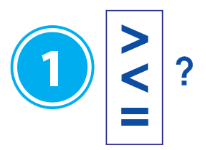 1 > < = ?